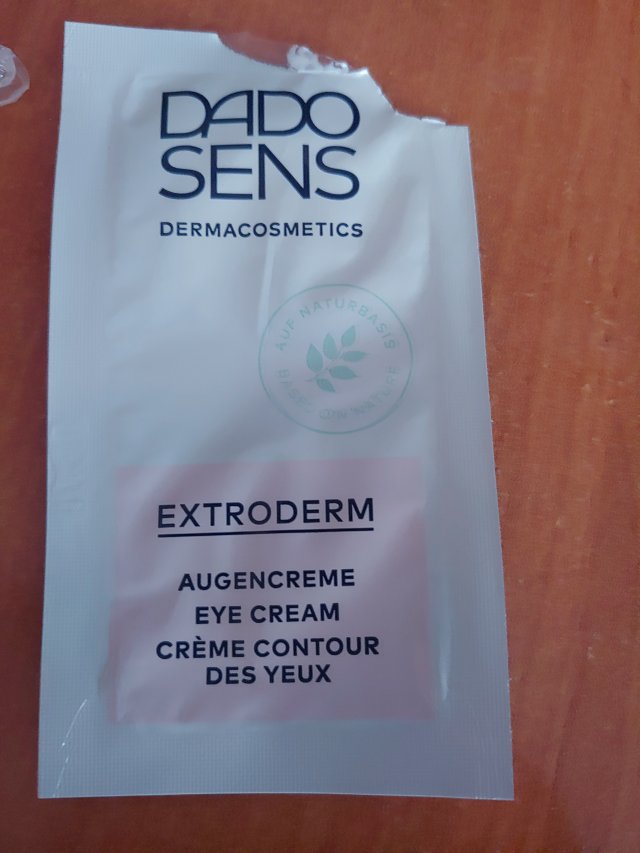 DADO
SENS
DERMACOSMETICS
AUF NATURBASIS
BASED ON NATURE
EXTRODERM
AUGENCREME
EYE CREAM
CRÈME CONTOUR
DES YEUX